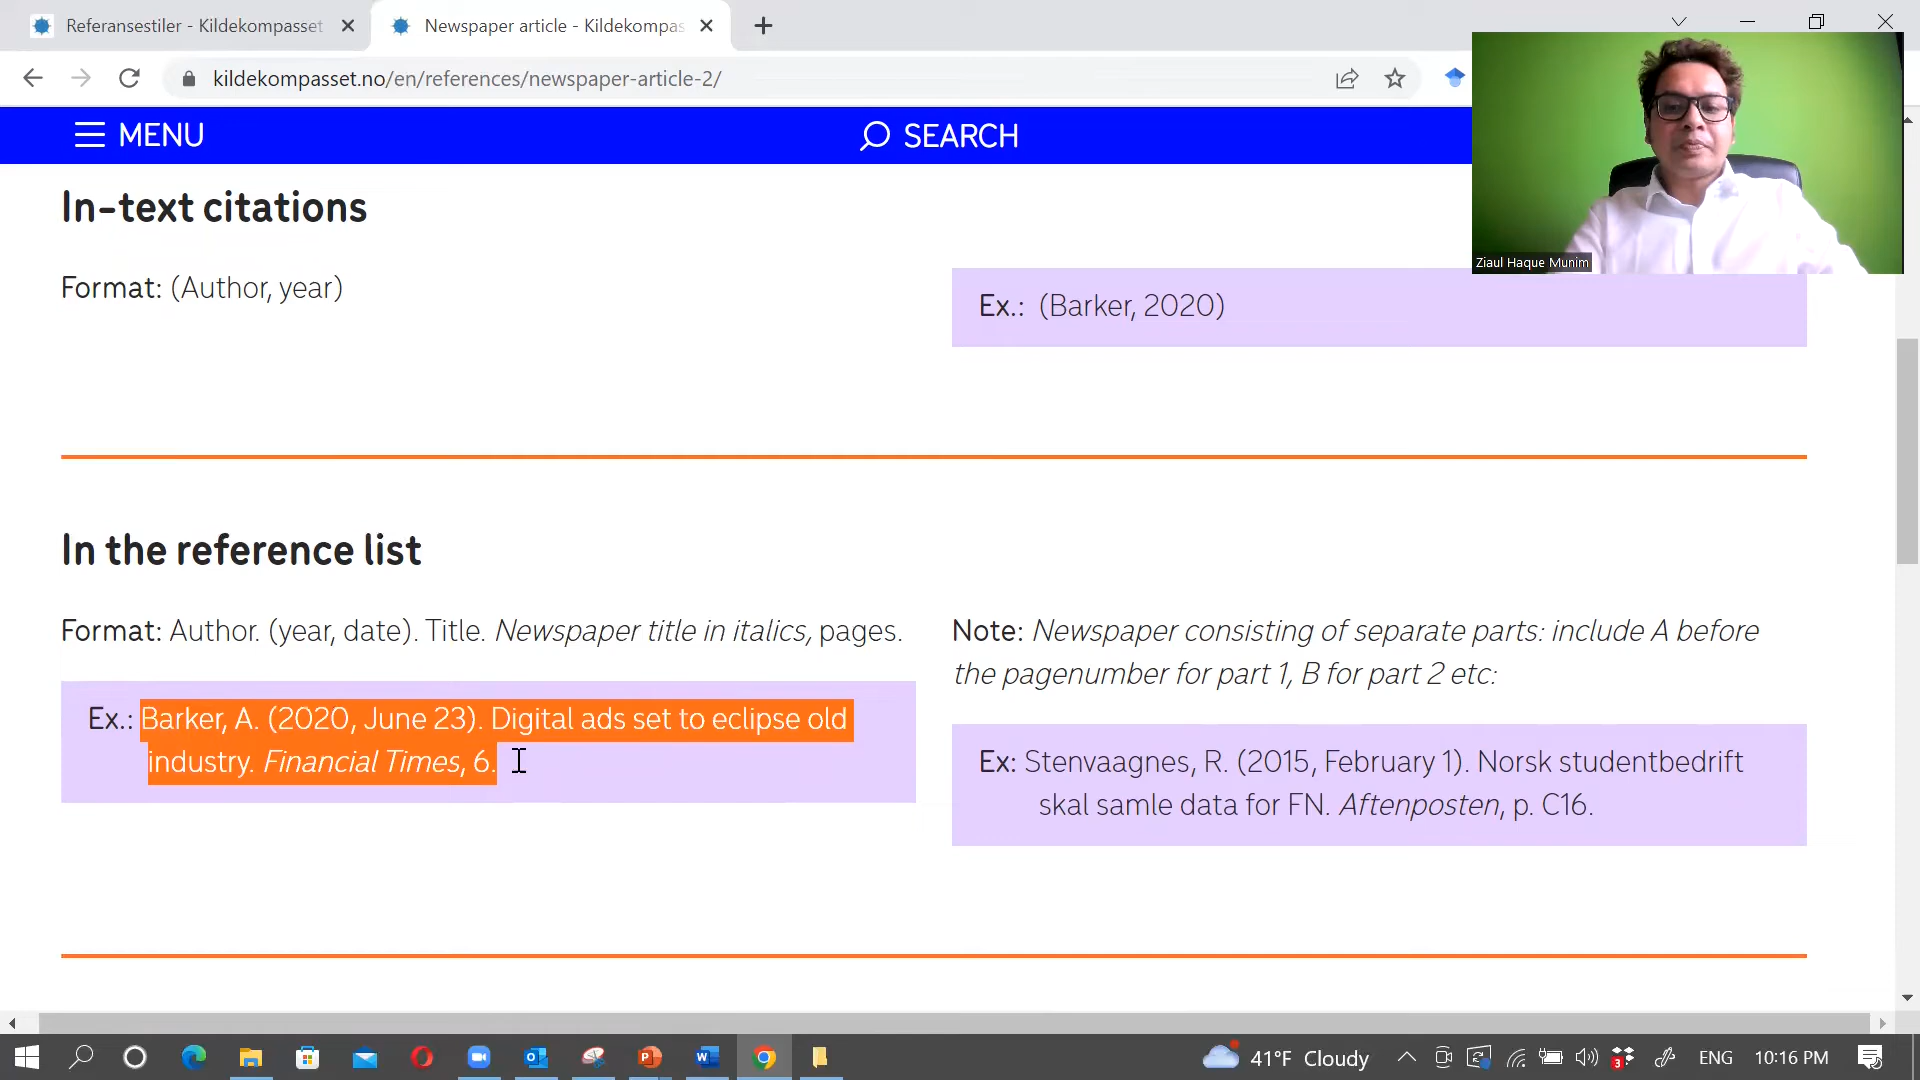 Referansestiler - Kildekompasset
Newspaper article - Kildekompas
kildekompasset.no/en/references/newspaper-article-2/
MENU
SEARCH
Ziaul Haque Munim
In-text citations
Format: (Author, year)
Ex.: (Barker, 2020)
In the reference list
Format: Author. (year, date). Title. Newspaper title in italics, pages.
Ex.: Barker, A. (2020, June 23). Digital ads set to eclipse old
industry. Financial Times, 6.
Note: Newspaper consisting of separate parts: include A before
the pagenumber for part 1, B for part 2 etc:
Ex: Stenvaagnes, R. (2015, February 1). Norsk studentbedrift
skal samle data for FN. Aftenposten, p. C16.
41°F Cloudy
3
ENG
10:16 PM